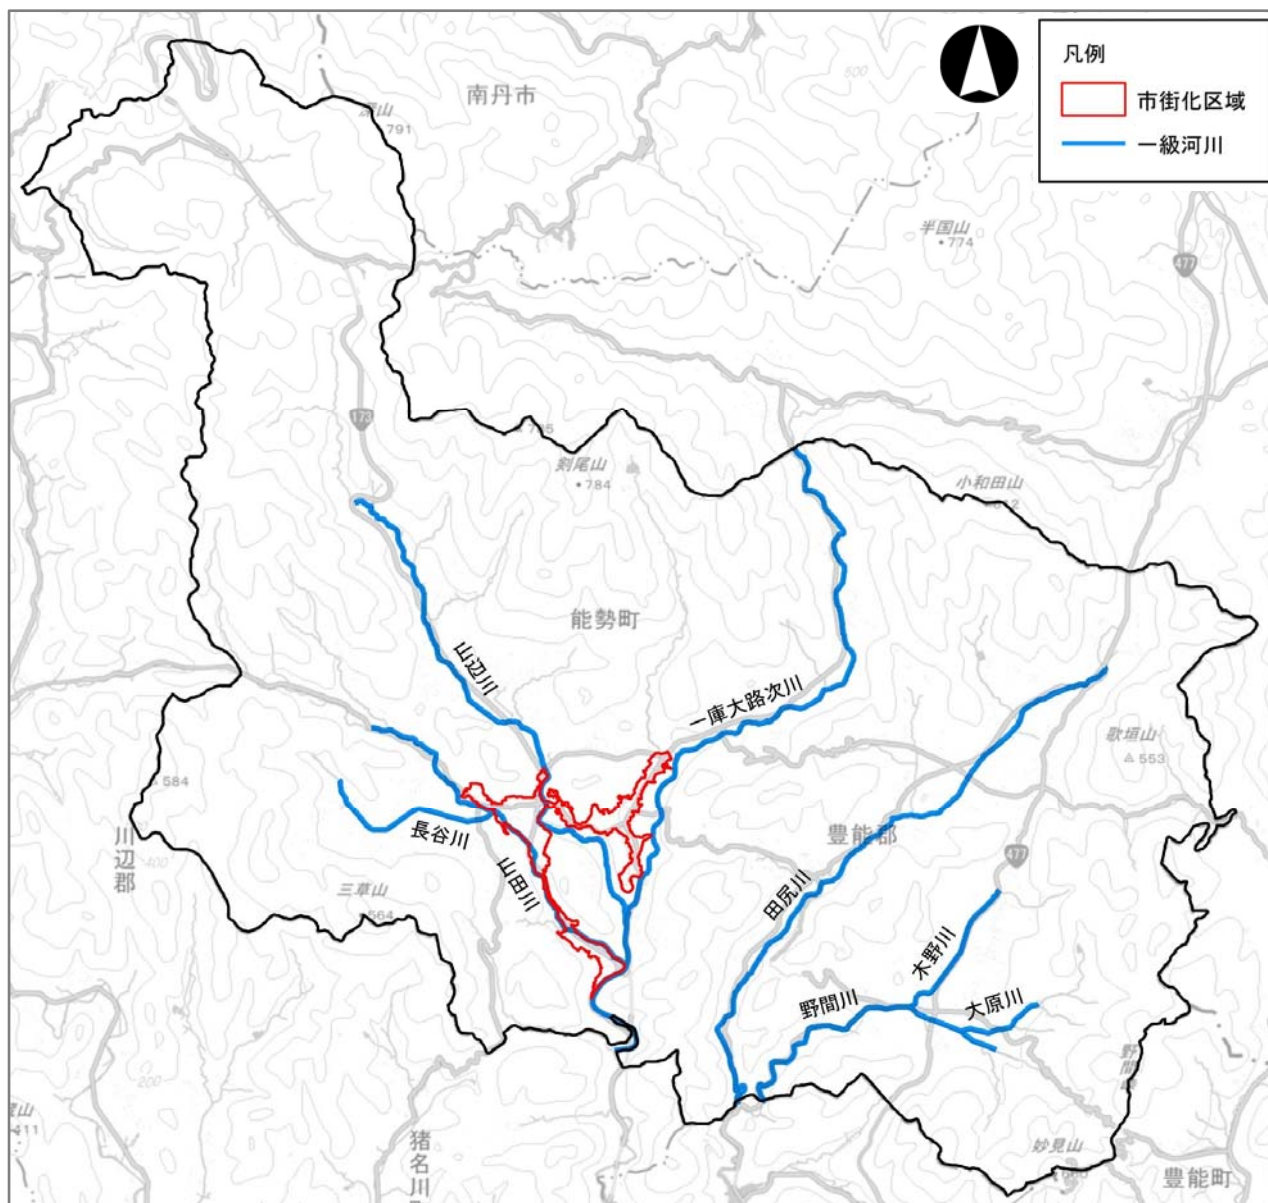 凡例
市街化区域
一級河川
南丹市
791
500
半国山
774
477
173
剣尾山
784
小和田山
能勢町
山辺川
一庫大路次川
歌垣山
553
584
川辺郡
400
長谷川
山田川
三草山
564
豊能郡
477
田尻川
木野川
野間川
大原川
200
411
猪名川
妙見山
豊能町